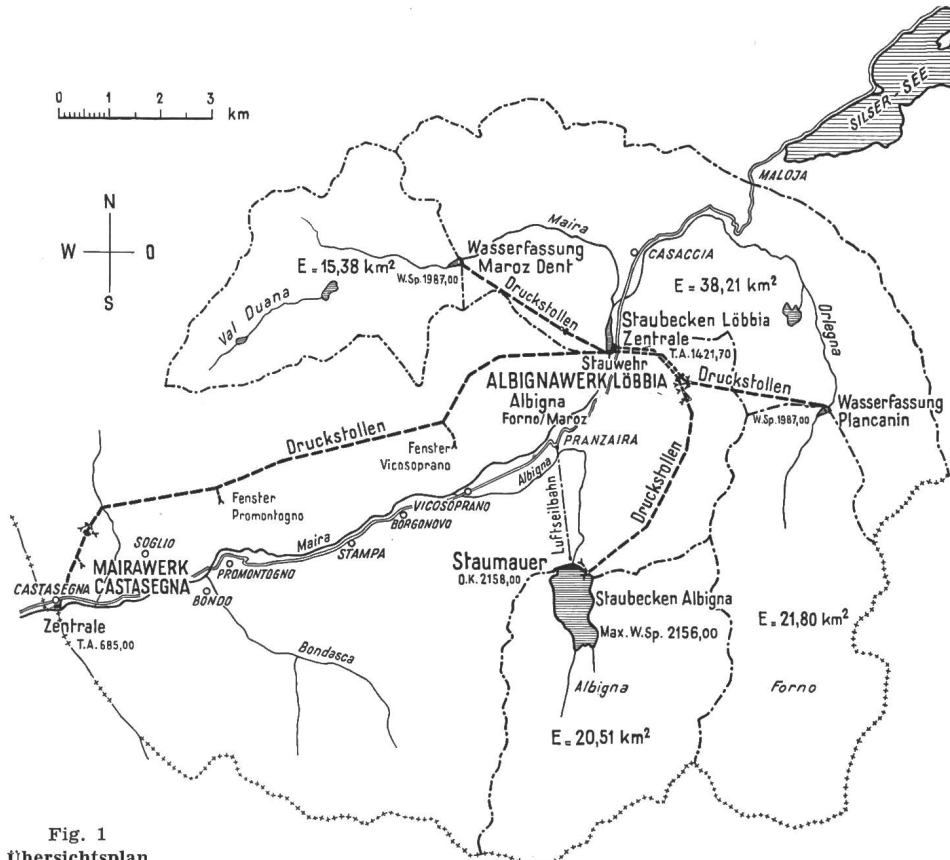 0 1 2 3
km
N
W O
S
SILSER-SEE
MALOJA
Maira
CASACCIA
Wasserfassung
Maroz Dent
W.Sp.1987,00
E = 15,38 km²
E = 38,21 km²
Val Duana
Druckstollen
Orlegna
Staubecken Löbbia
Zentrale
T.A.1421,70
Stauwehr
ALBIGNAWERK LÖBBIA
Albigna
Forno/Maroz
Druckstollen
Wasserfassung
Plancanin
W.Sp.1987,00
PRANZAIRA
Druckstollen
Fenster
Vicosoprano
Albigna
Druckstollen
Fenster
Promontogno
Luftseilbahn
VICOSOPRANO
BORGONOVO
Maira
STAMPA
SOGLIO
PROMONTOGNO
MAIRAWERK
CASTASEGNA
CASTASEGNA
BONDO
Zentrale
T.A.685,00
Staumauer
O.K. 2158,00
Staubecken Albigna
Max. W.Sp. 2156,00
E = 21,80 km²
Bondasca
Albigna
Forno
E = 20,51 km²
Fig. 1
Übersichtsplan